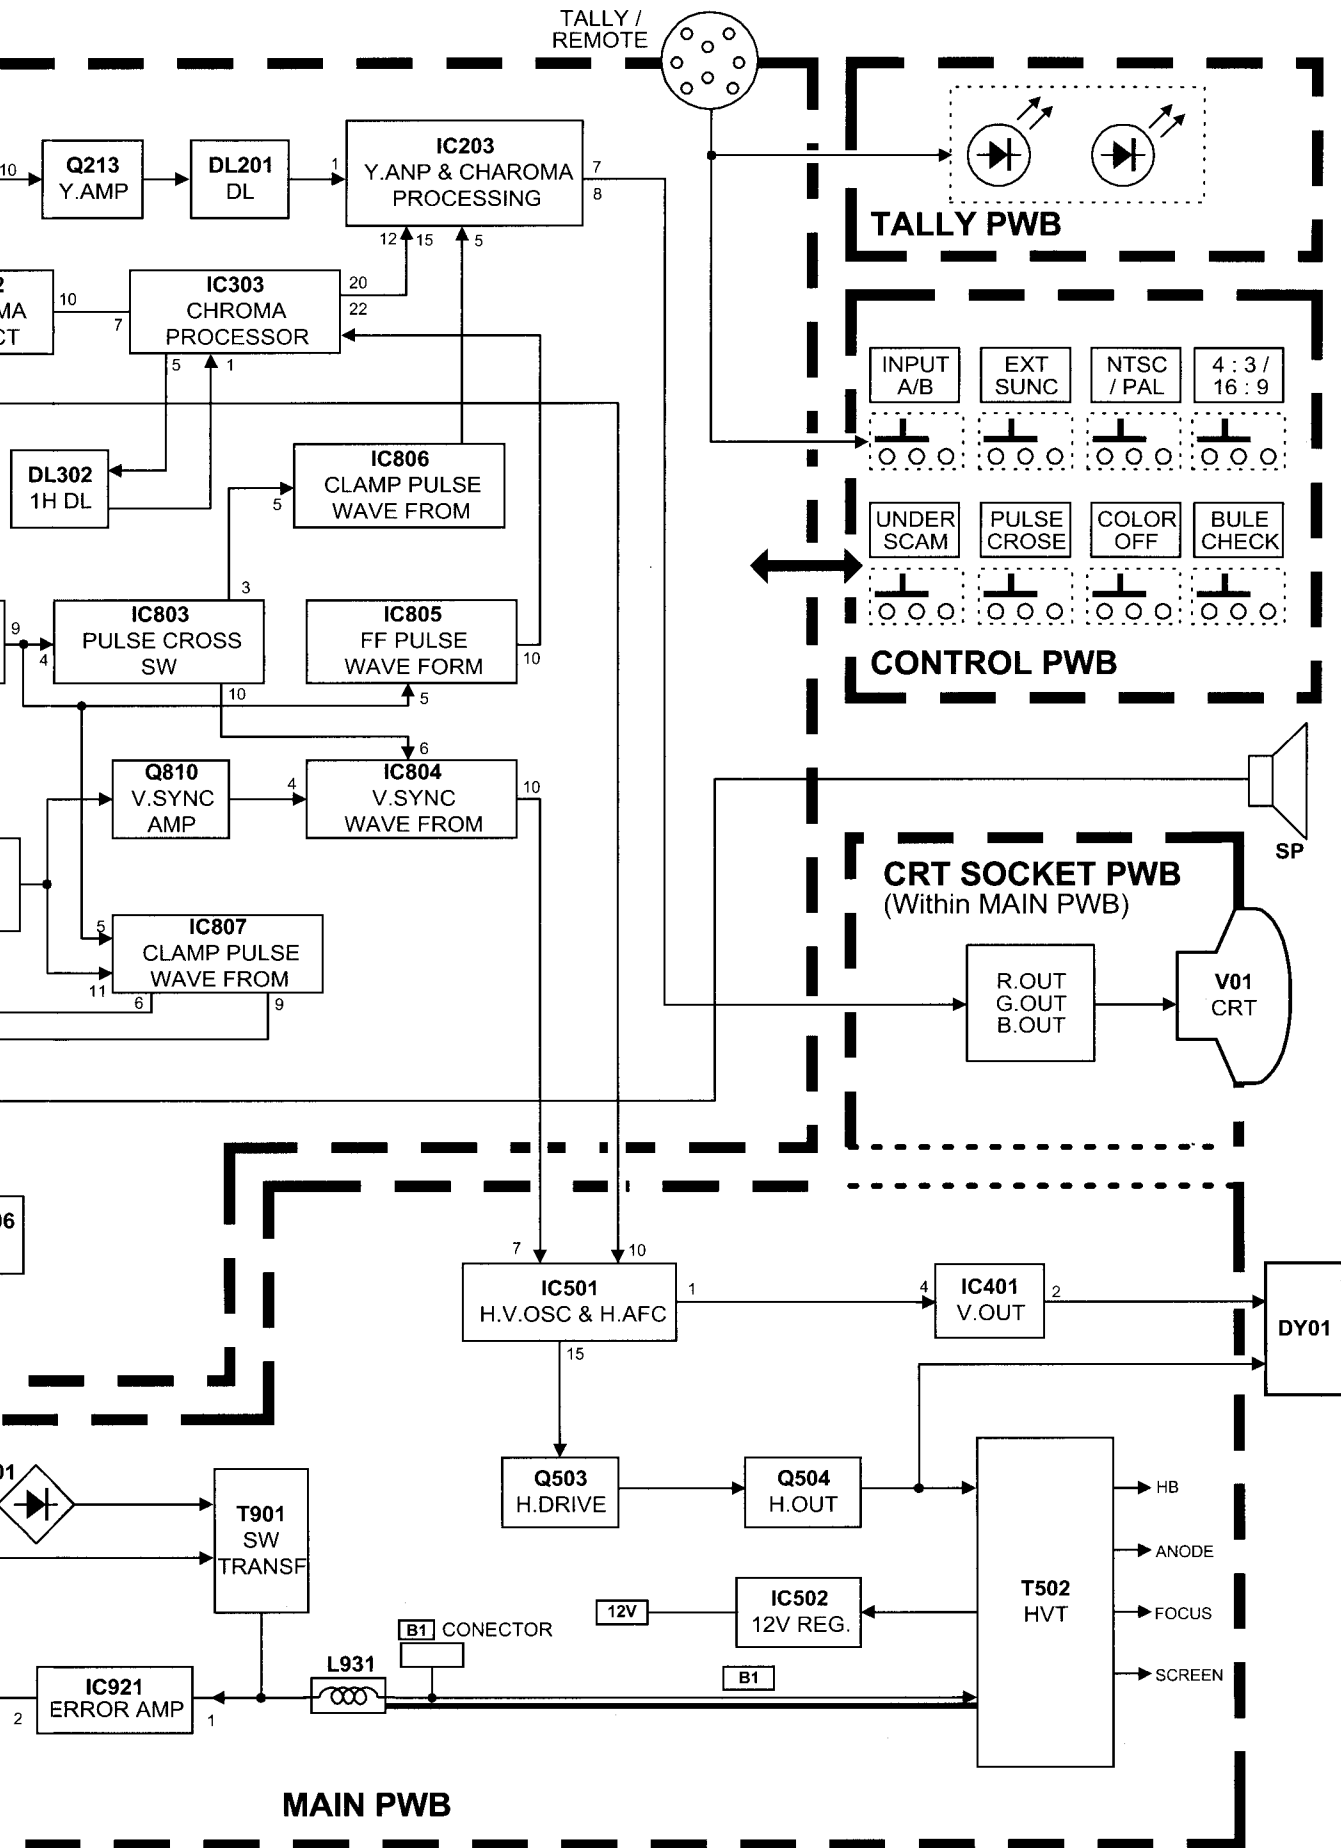 TALLY /
REMOTE
10
Q213
Y.AMP
DL201
DL
1
IC203
Y.ANP & CHAROMA
PROCESSING
7
8
12
15
5
TALLY PWB
2
MA
CT
10
7
IC303
CHROMA
PROCESSOR
20
22
5
1
INPUT
A/B
EXT
SUNC
NTSC
/ PAL
4 : 3 /
16 : 9
DL302
1H DL
5
IC806
CLAMP PULSE
WAVE FROM
UNDER
SCAM
PULSE
CROSE
COLOR
OFF
BULE
CHECK
CONTROL PWB
3
9
4
IC803
PULSE CROSS
SW
10
IC805
FF PULSE
WAVE FORM
10
5
6
Q810
V.SYNC
AMP
4
IC804
V.SYNC
WAVE FROM
10
SP
CRT SOCKET PWB
(Within MAIN PWB)
R.OUT
G.OUT
B.OUT
V01
CRT
5
11
IC807
CLAMP PULSE
WAVE FROM
6
9
06
7
10
IC501
H.V.OSC & H.AFC
1
15
4
IC401
V.OUT
2
DY01
01
T901
SW
TRANSF
Q503
H.DRIVE
Q504
H.OUT
T502
HVT
HB
ANODE
FOCUS
SCREEN
12V
IC502
12V REG.
B1
CONECTOR
L931
B1
2
IC921
ERROR AMP
1
MAIN PWB